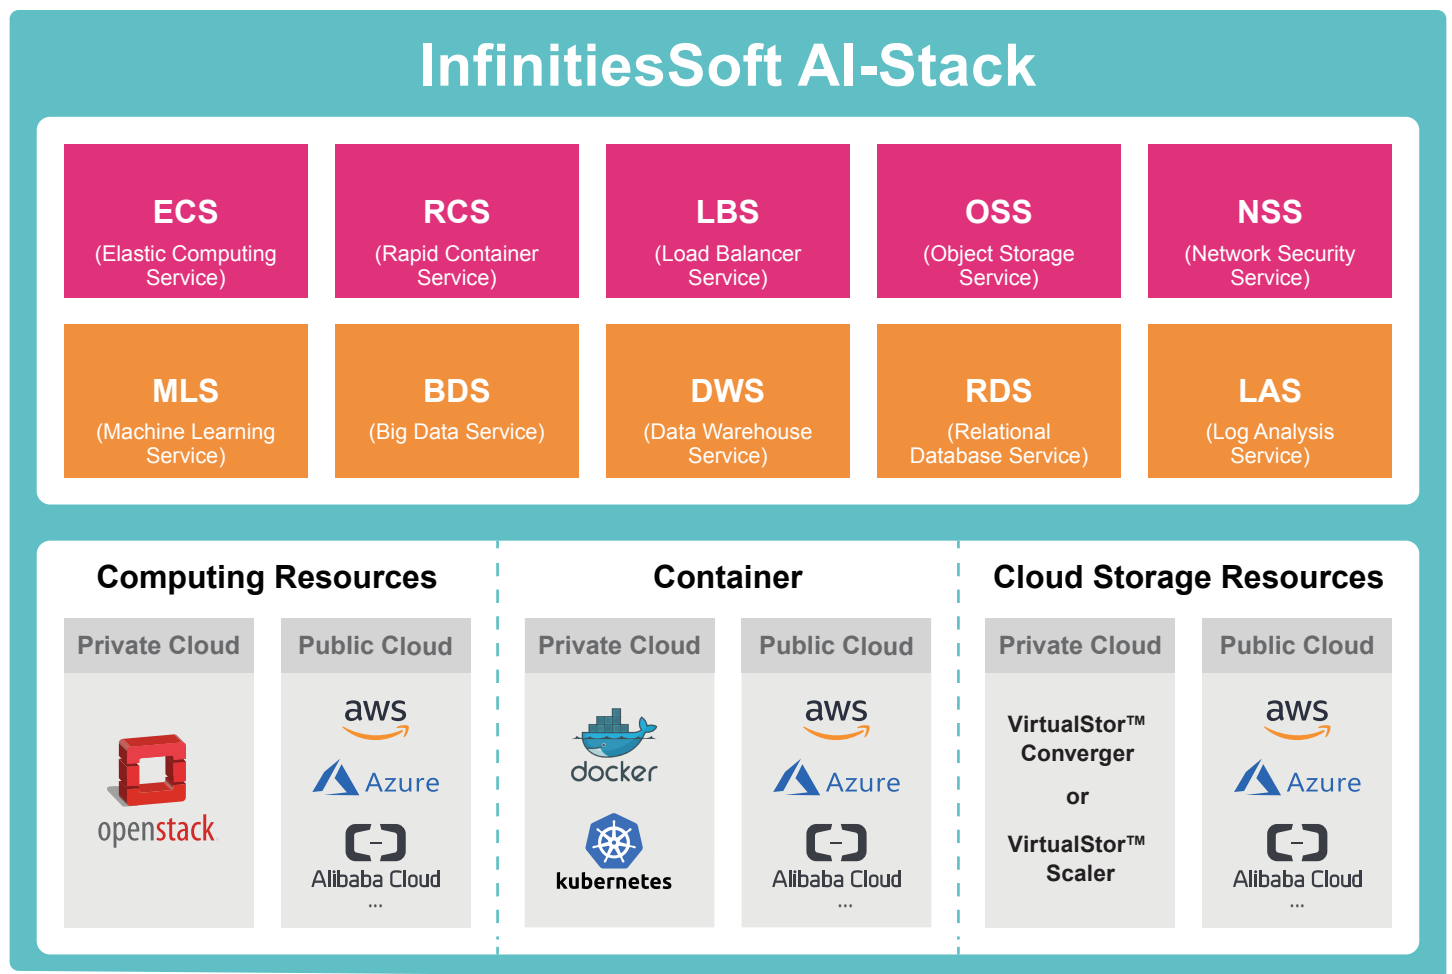 InfinitiesSoft AI-Stack
ECS
(Elastic Computing
Service)
RCS
(Rapid Container
Service)
LBS
(Load Balancer
Service)
OSS
(Object Storage
Service)
NSS
(Network Security
Service)
MLS
(Machine Learning
Service)
BDS
(Big Data Service)
DWS
(Data Warehouse
Service)
RDS
(Relational
Database Service)
LAS
(Log Analysis
Service)
Computing Resources
Private Cloud
openstack
Public Cloud
aws
Azure
Alibaba Cloud
...
Container
Private Cloud
docker
kubernetes
Public Cloud
aws
Azure
Alibaba Cloud
...
Cloud Storage Resources
Private Cloud
VirtualStor™
Converger
or
VirtualStor™
Scaler
Public Cloud
aws
Azure
Alibaba Cloud
...